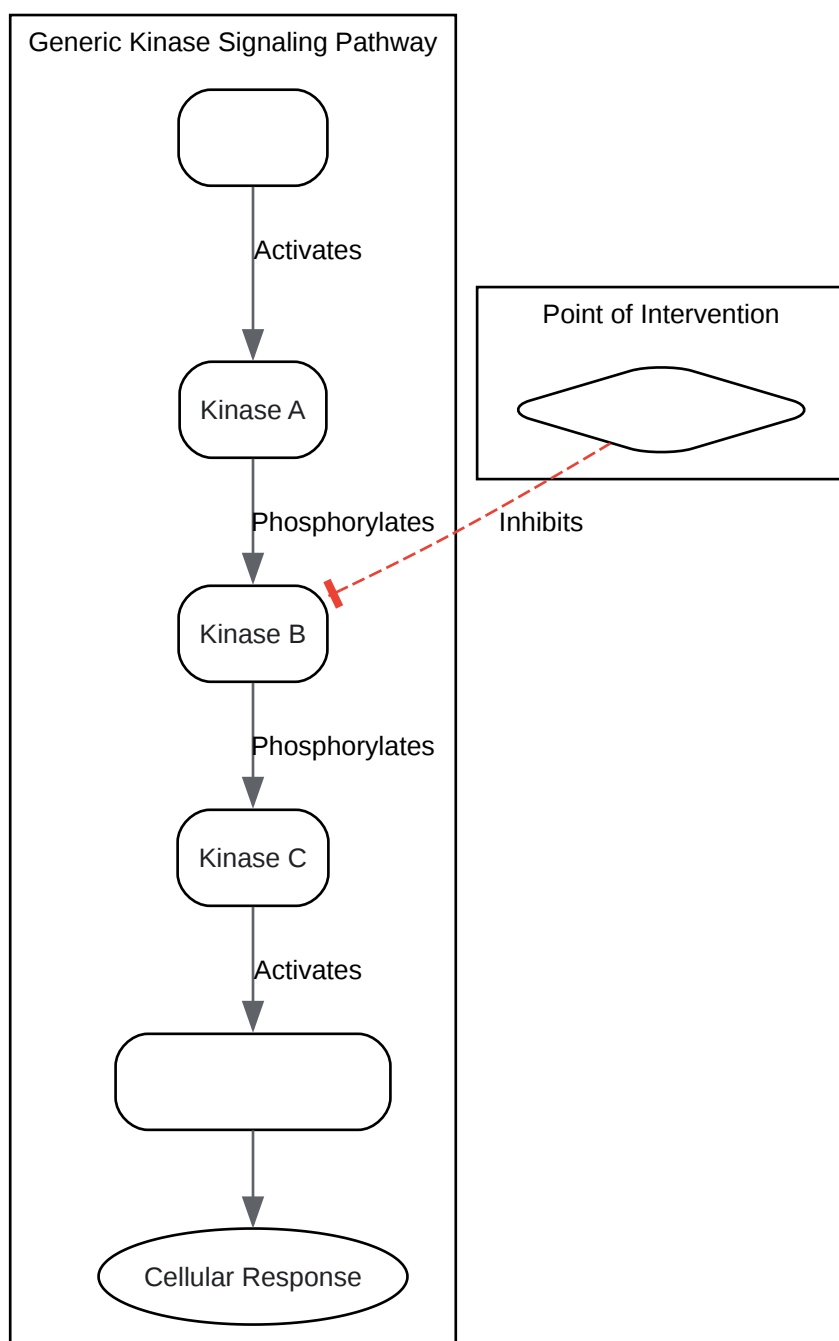 Generic Kinase Signaling Pathway
Activates
Point of Intervention
Kinase A
Phosphorylates
Inhibits
Kinase B
Phosphorylates
Kinase C
Activates
Cellular Response